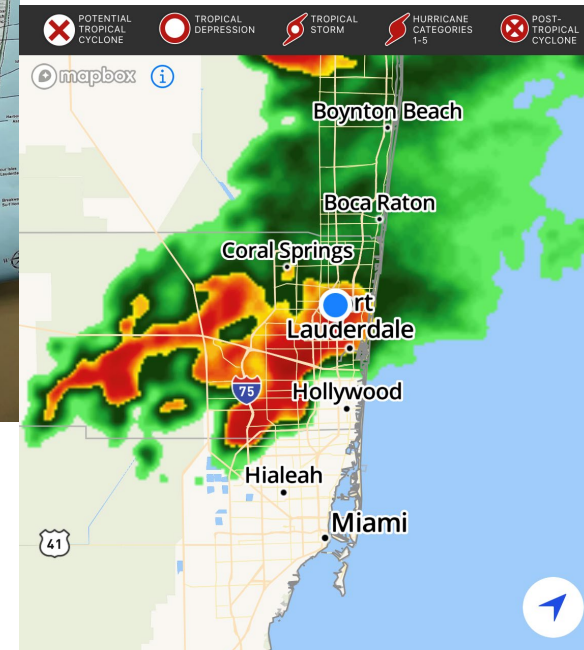 POTENTIAL
TROPICAL
CYCLONE
TROPICAL
DEPRESSION
TROPICAL
STORM
HURRICANE
CATEGORIES
1-5
POST-
TROPICAL
CYCLONE
mapbox
i
Boynton Beach
Boca Raton
Coral Springs
rt
Lauderdale
75
Hollywood
Hialeah
Miami
41